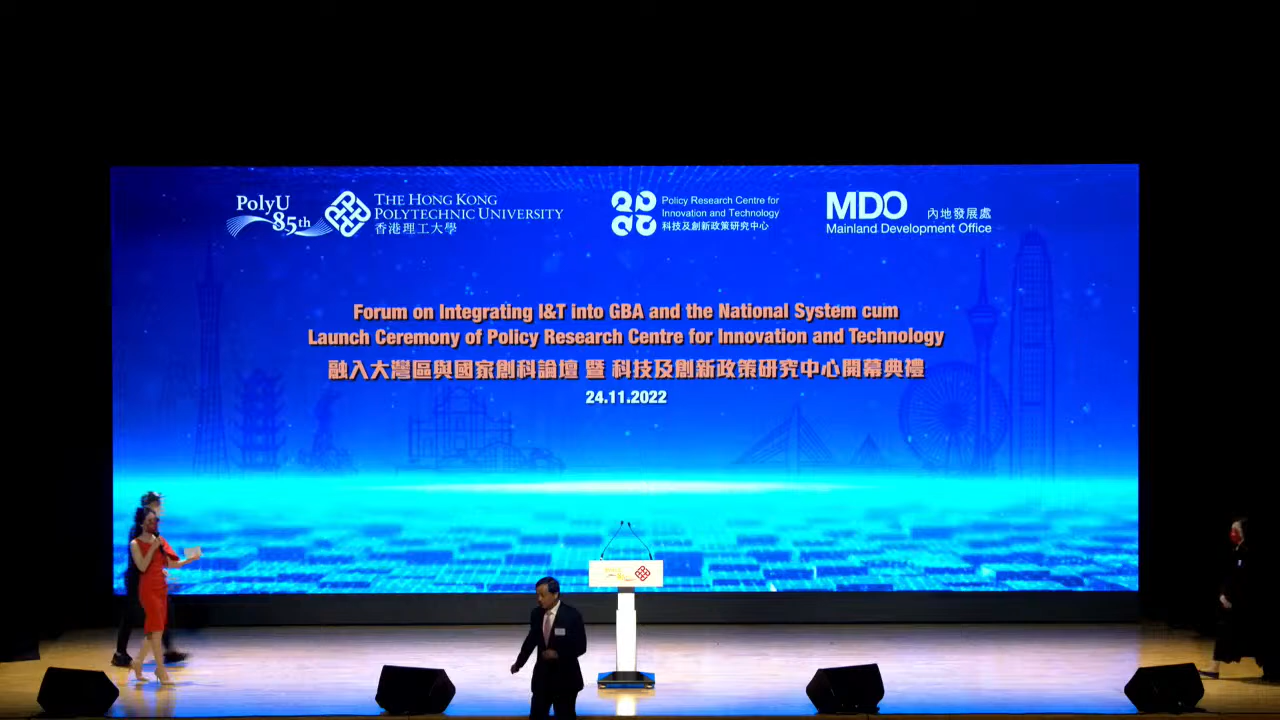 PolyU
85th
THE HONG KONG
POLYTECHNIC UNIVERSITY
香港理工大學
Policy Research Centre for
Innovation and Technology
科技及創新政策研究中心
MDO 內地發展處
Mainland Development Office
Forum on Integrating I&T into GBA and the National System cum
Launch Ceremony of Policy Research Centre for Innovation and Technology
融入大灣區與國家創科論壇 暨 科技及創新政策研究中心開幕典禮
24.11.2022